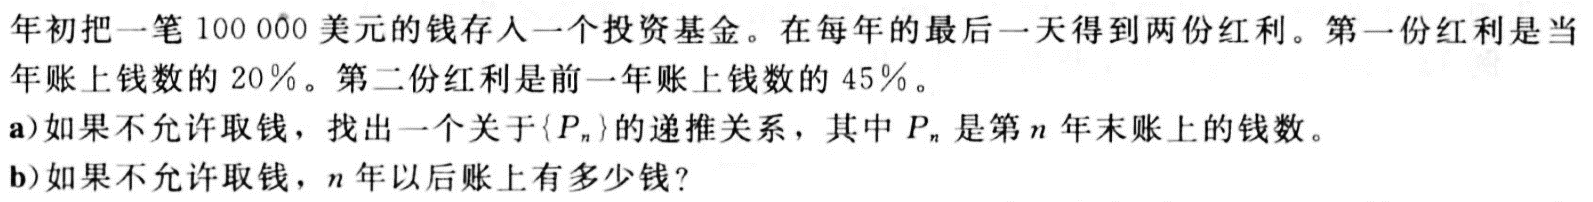 年初把一笔 100 000 美元的钱存入一个投资基金。在每年的最后一天得到两份红利。第一份红利是当
年账上钱数的 20%。第二份红利是前一年账上钱数的 45%。
a)如果不允许取钱，找出一个关于{Pₙ}的递推关系，其中 Pₙ 是第 n 年末账上的钱数。
b)如果不允许取钱，n 年以后账上有多少钱?